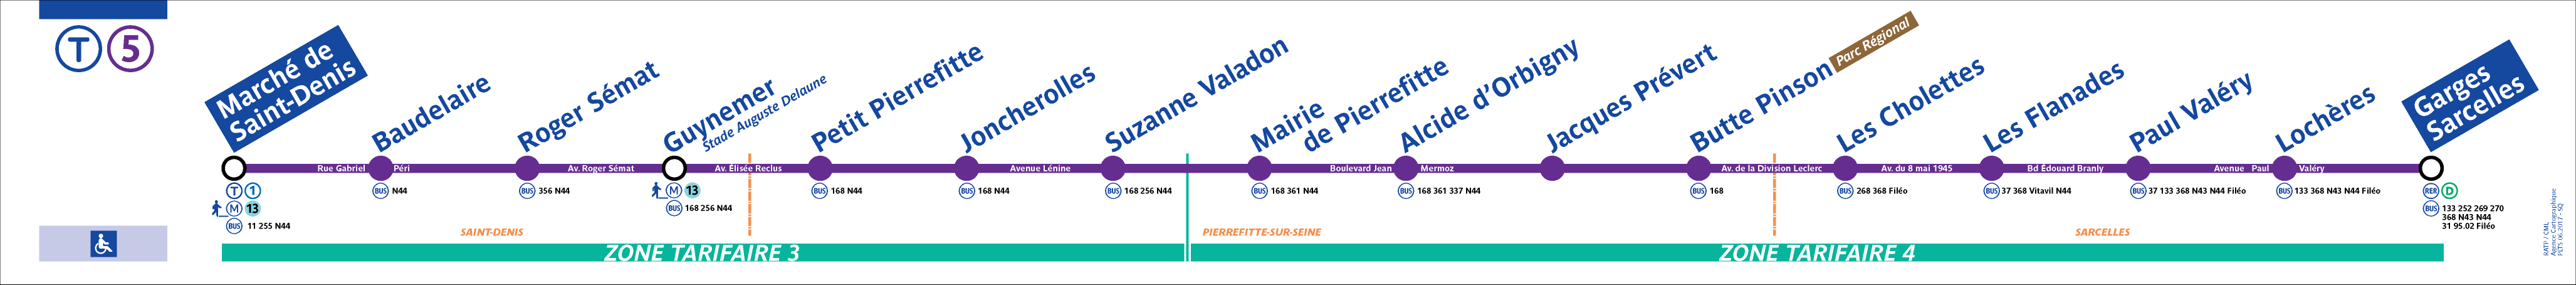 T 5
Marché de
Saint-Denis
Baudelaire
Roger Sémat
Guynemer
Stade Auguste Delaune
Petit Pierrefitte
Joncherolles
Suzanne Valadon
Mairie
de Pierrefitte
Alcide d'Orbigny
Jacques Prévert
Butte Pinson
Parc Régional
Les Cholettes
Les Flanades
Paul Valéry
Lochères
Garges
Sarcelles
Rue Gabriel Péri
Av. Roger Sémat
Av. Élisée Reclus
Avenue Lénine
Boulevard Jean Mermoz
Av. de la Division Leclerc
Av. du 8 mai 1945
Bd Édouard Branly
Avenue Paul Valéry
T 1
M 13
BUS 11 255 N44
BUS N44
BUS 356 N44
M 13
BUS 168 256 N44
BUS 168 N44
BUS 168 N44
BUS 168 256 N44
BUS 168 361 N44
BUS 168 361 337 N44
BUS 168
BUS 268 368 Filéo
BUS 37 368 Vitavil N44
BUS 37 133 368 N43 N44 Filéo
BUS 133 368 N43 N44 Filéo
RER D
BUS 133 252 269 270
368 N43 N44
31 95.02 Filéo
SAINT-DENIS
PIERREFITTE-SUR-SEINE
SARCELLES
ZONE TARIFAIRE 3
ZONE TARIFAIRE 4
RATP / CML
Agence Cartographique